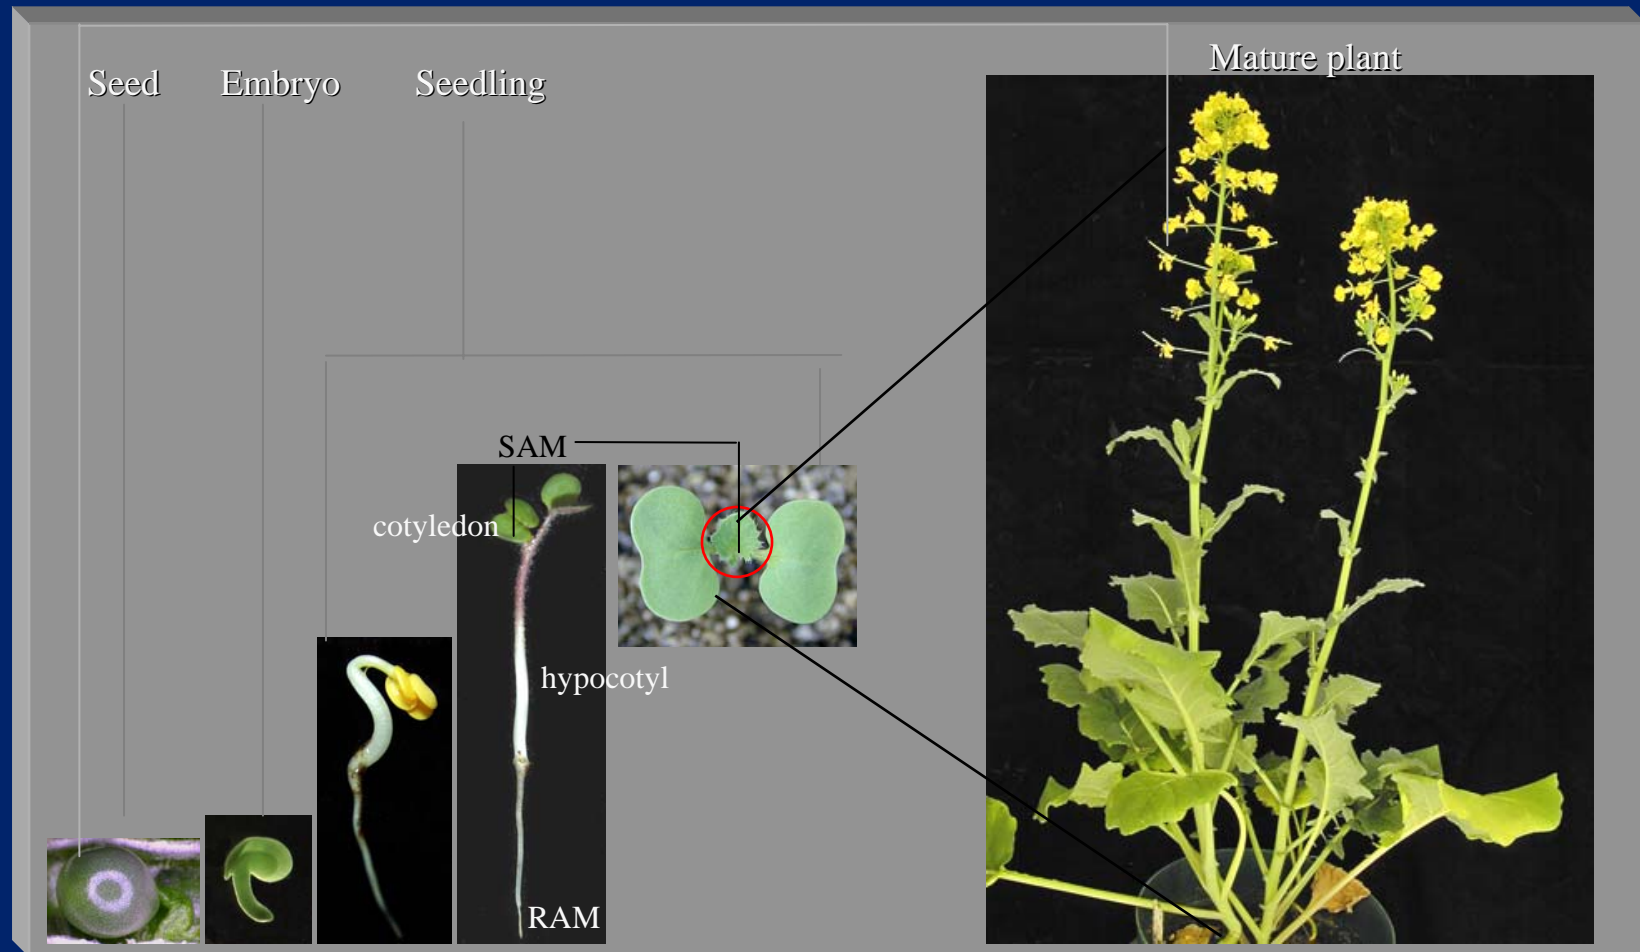 Mature plant
Seed
Embryo
Seedling
SAM
cotyledon
hypocotyl
RAM